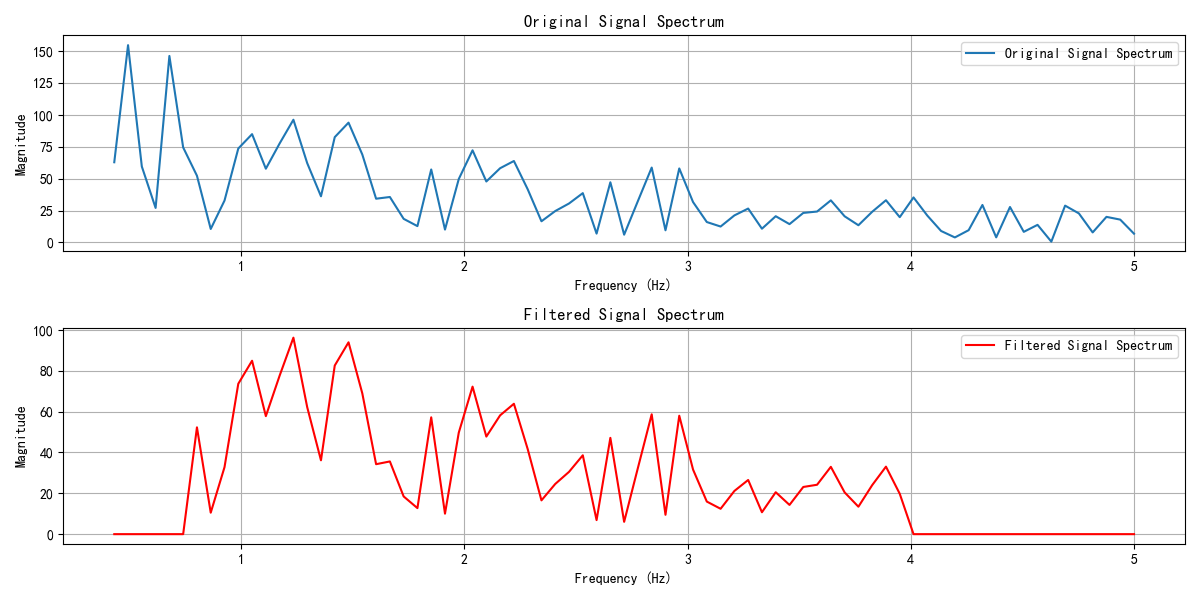 Original Signal Spectrum
Original Signal Spectrum
Magnitude
150
125
100
75
50
25
0
1
2
3
4
5
Frequency (Hz)
Filtered Signal Spectrum
Filtered Signal Spectrum
Magnitude
100
80
60
40
20
0
1
2
3
4
5
Frequency (Hz)